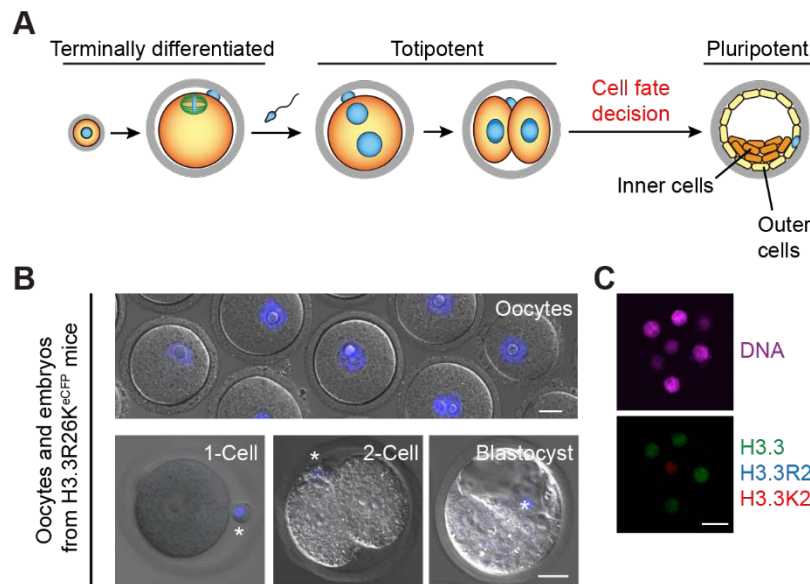 A
Terminally differentiated
Totipotent
Pluripotent
Cell fate
decision
Inner cells
Outer
cells
B
Oocytes and embryos
from H3.3R26K^eCFP mice
Oocytes
1-Cell
*
2-Cell
*
Blastocyst
*
C
DNA
H3.3
H3.3R2
H3.3K2